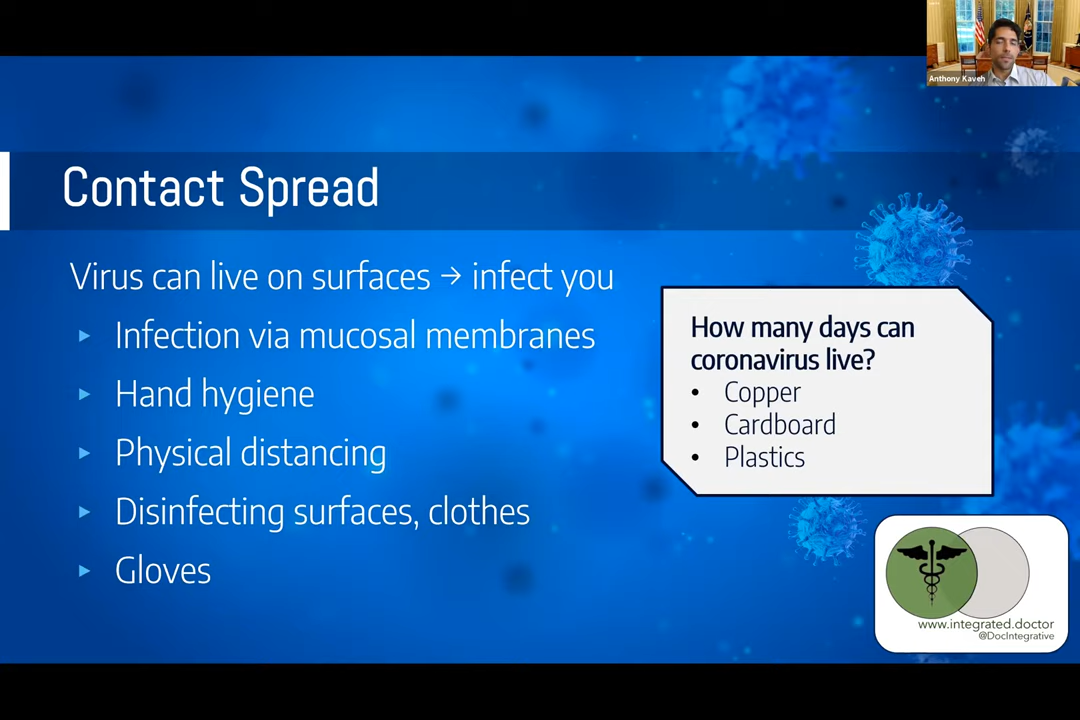 Anthony Kaveh
Contact Spread
Virus can live on surfaces → infect you
▸ Infection via mucosal membranes
▸ Hand hygiene
▸ Physical distancing
▸ Disinfecting surfaces, clothes
▸ Gloves
How many days can
coronavirus live?
• Copper
• Cardboard
• Plastics
www.integrated.doctor
@DocIntegrative